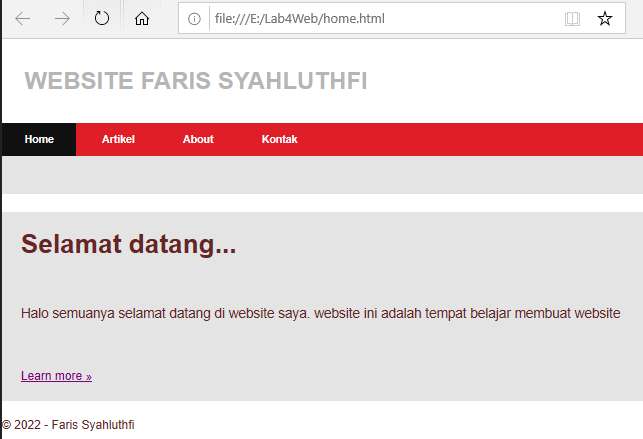 file:///E:/Lab4Web/home.html
WEBSITE FARIS SYAHLUTHFI
Home Artikel About Kontak
Selamat datang...
Halo semuanya selamat datang di website saya. website ini adalah tempat belajar membuat website
Learn more »
© 2022 - Faris Syahluthfi